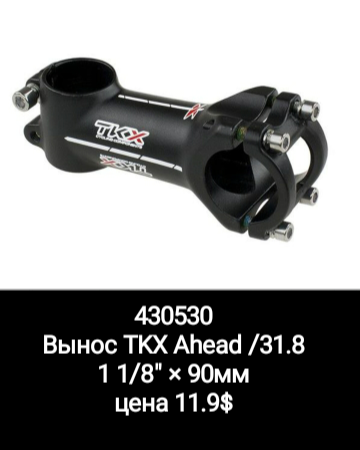 TKX
430530
Вынос TKX Ahead /31.8
1 1/8" × 90мм
цена 11.9$